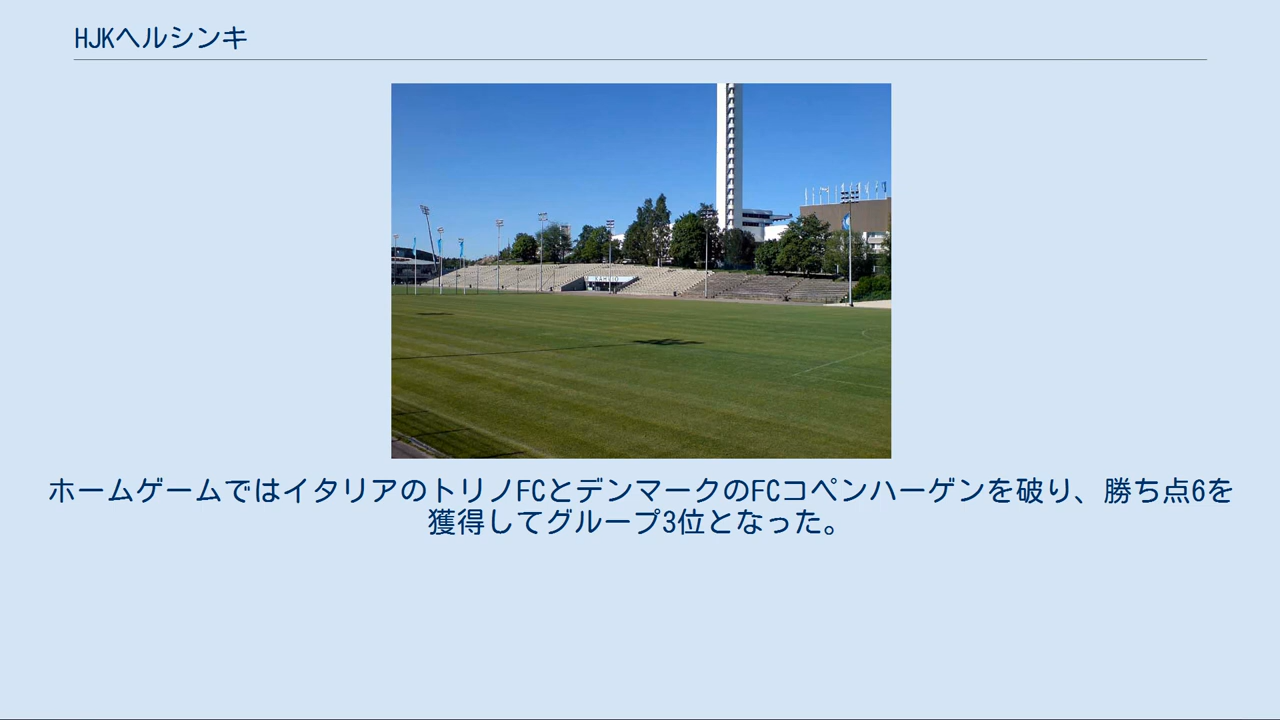 HJKヘルシンキ
ホームゲームではイタリアのトリノFCとデンマークのFCコペンハーゲンを破り、勝ち点6を
獲得してグループ3位となった。